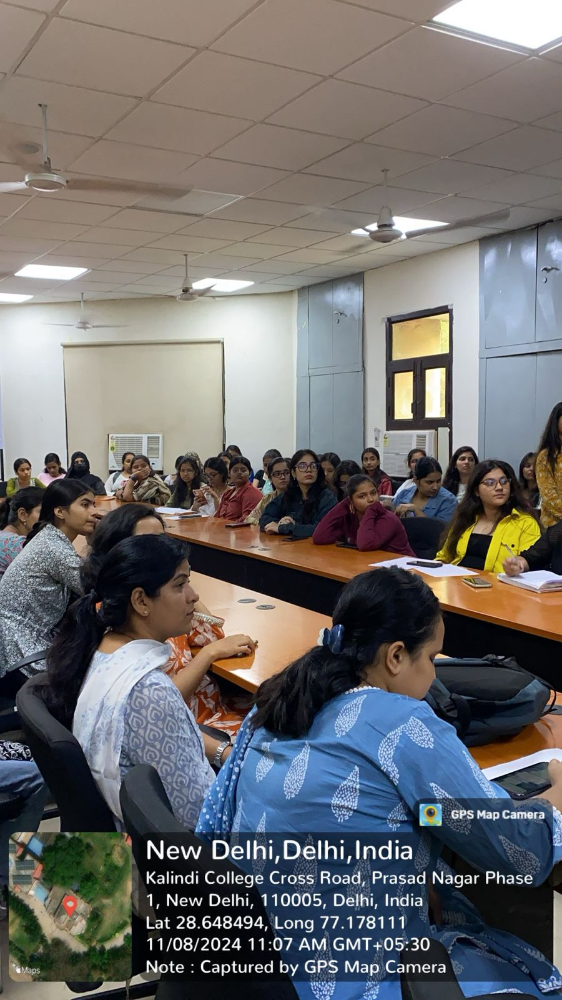 GPS Map Camera
New Delhi,Delhi,India
Kalindi College Cross Road, Prasad Nagar Phase
1, New Delhi, 110005, Delhi, India
Lat 28.648494, Long 77.178111
11/08/2024 11:07 AM GMT+05:30
Note : Captured by GPS Map Camera
Maps